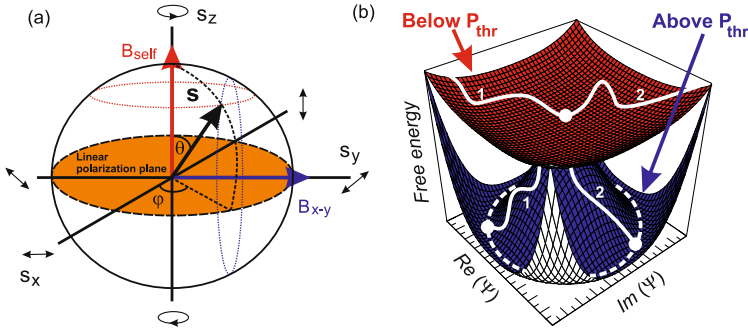 (a)
s_z
B_self
s
θ
Linear
polarization plane
s_y
φ
B_x-y
s_x
(b)
Below P_thr
Above P_thr
1
2
Free energy
1
2
Re (Ψ)
Im (Ψ)